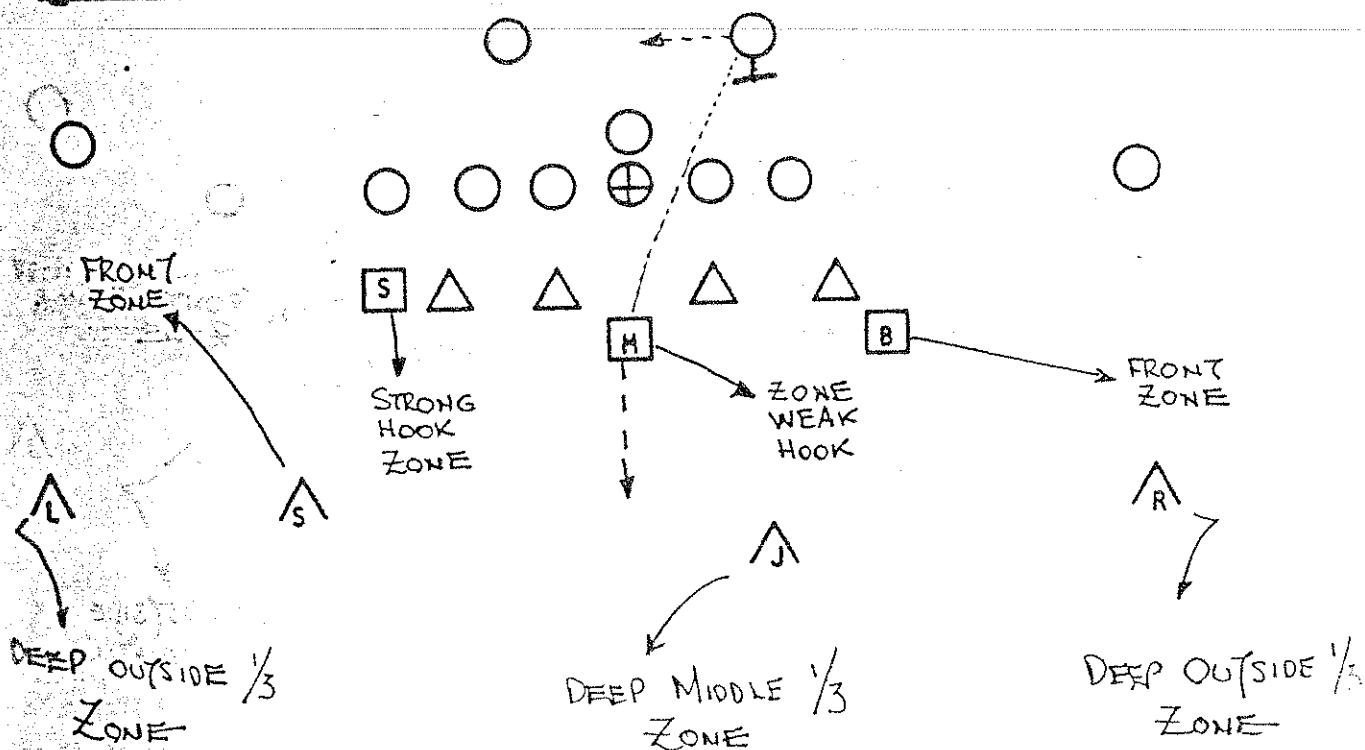 FRONT
ZONE
S
M
B
STRONG
HOOK
ZONE
ZONE
WEAK
HOOK
FRONT
ZONE
L
S
J
R
DEEP OUTSIDE 1/3
ZONE
DEEP MIDDLE 1/3
ZONE
DEEP OUTSIDE 1/3
ZONE